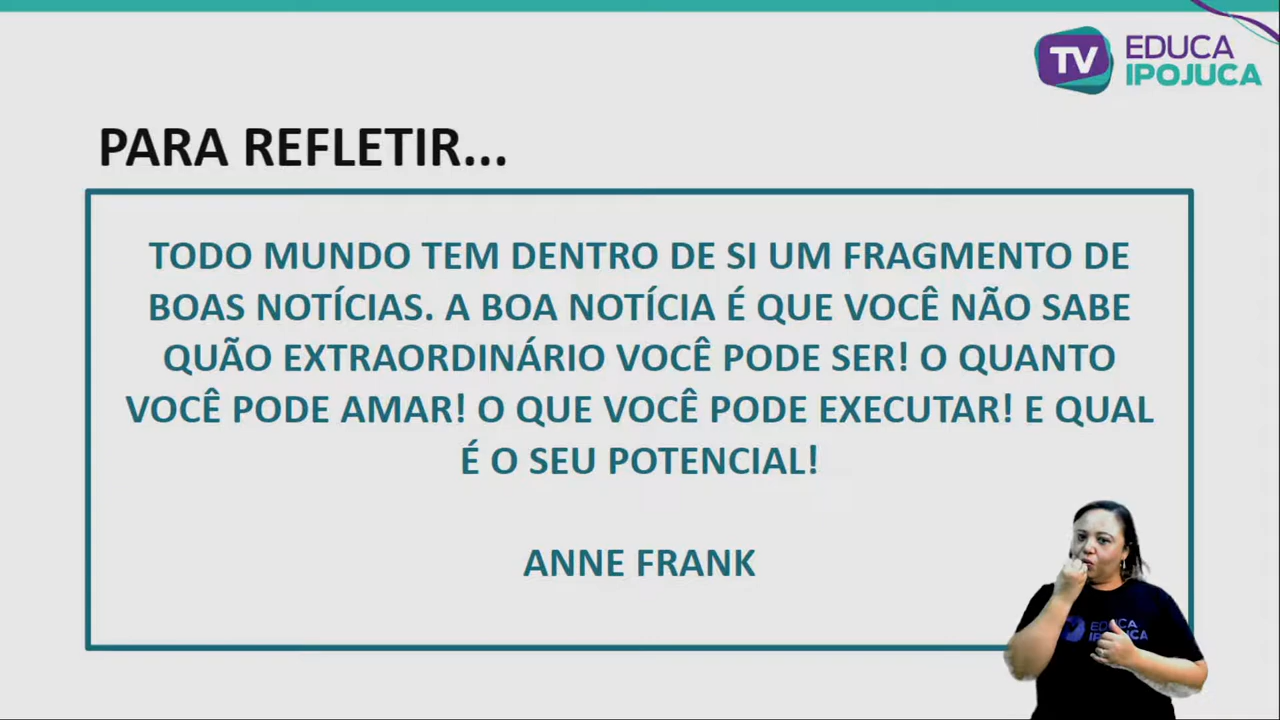 TV EDUCA
IPOJUCA
PARA REFLETIR...
TODO MUNDO TEM DENTRO DE SI UM FRAGMENTO DE
BOAS NOTÍCIAS. A BOA NOTÍCIA É QUE VOCÊ NÃO SABE
QUÃO EXTRAORDINÁRIO VOCÊ PODE SER! O QUANTO
VOCÊ PODE AMAR! O QUE VOCÊ PODE EXECUTAR! E QUAL
É O SEU POTENCIAL!
ANNE FRANK
EDUCA
IPOJUCA